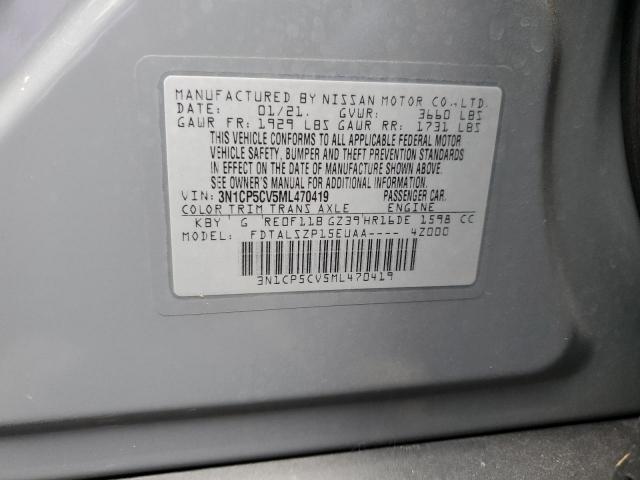 MANUFACTURED BY NISSAN MOTOR CO.,LTD.
DATE: 01/21. GVWR: 3660 LBS
GAWR FR: 1929 LBS GAWR RR: 1731 LBS
THIS VEHICLE CONFORMS TO ALL APPLICABLE FEDERAL MOTOR
VEHICLE SAFETY, BUMPER AND THEFT PREVENTION STANDARDS
IN EFFECT ON THE DATE OF MANUFACTURE SHOWN ABOVE.
SEE OWNER'S MANUAL FOR ADDITIONAL INFORMATION.
VIN: 3N1CP5CV5ML470419 PASSENGER CAR.
COLOR TRIM TRANS AXLE ENGINE
KBY G RE0F11B GZ39 HR16DE 1598 CC
MODEL: FDTALSZP15EUAA---- 4Z000
3N1CP5CV5ML470419